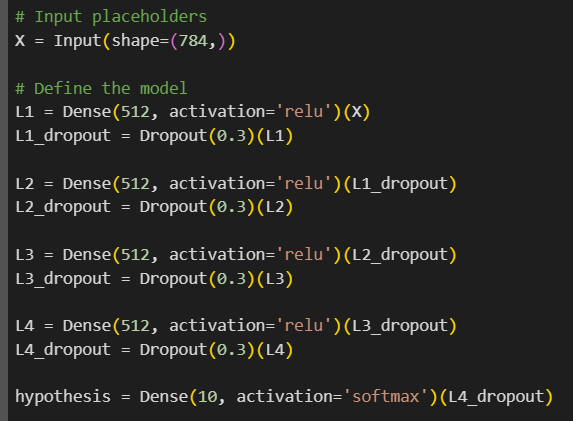 # Input placeholders
X = Input(shape=(784,))
# Define the model
L1 = Dense(512, activation='relu')(X)
L1_dropout = Dropout(0.3)(L1)
L2 = Dense(512, activation='relu')(L1_dropout)
L2_dropout = Dropout(0.3)(L2)
L3 = Dense(512, activation='relu')(L2_dropout)
L3_dropout = Dropout(0.3)(L3)
L4 = Dense(512, activation='relu')(L3_dropout)
L4_dropout = Dropout(0.3)(L4)
hypothesis = Dense(10, activation='softmax')(L4_dropout)